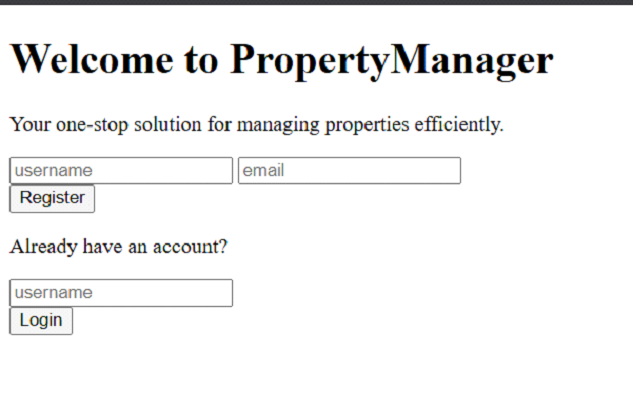 Welcome to PropertyManager
Your one-stop solution for managing properties efficiently.
username email
Register
Already have an account?
username
Login